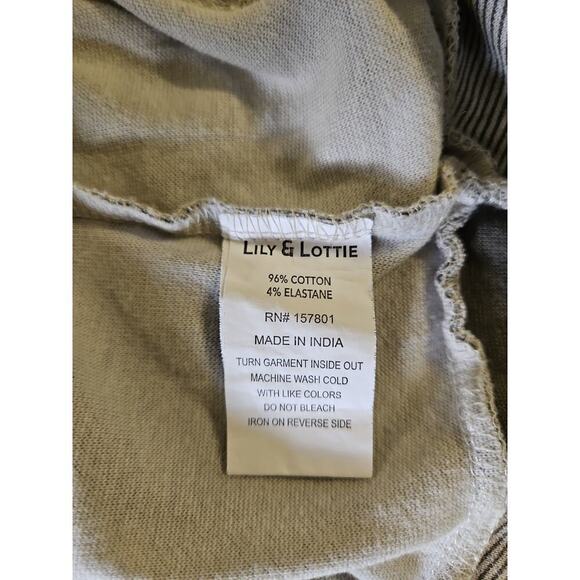 LILY & LOTTIE
96% COTTON
4% ELASTANE
RN# 157801
MADE IN INDIA
TURN GARMENT INSIDE OUT
MACHINE WASH COLD
WITH LIKE COLORS
DO NOT BLEACH
IRON ON REVERSE SIDE